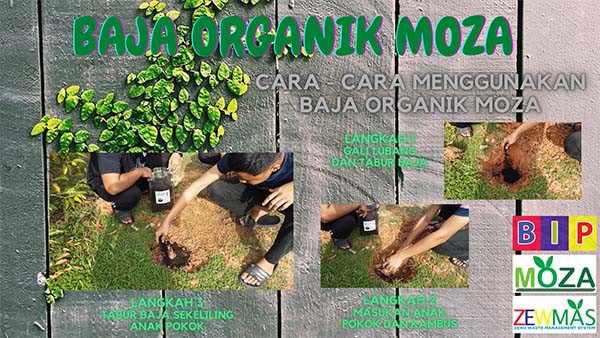 BAJA ORGANIK MOZA
CARA CARA MENGGUNAKAN
BAJA ORGANIK MOZA
LANGKAH 1
GALI LUBANG
DAN TABUR BAJA
LANGKAH 2
MASUKAN ANAK
POKOK DAN KAMBUS
LANGKAH 3
TABUR BAJA SEKELILING
ANAK POKOK
BIP
MOZA
ZEWMAS
ZERO WASTE MANAGEMENT SYSTEM